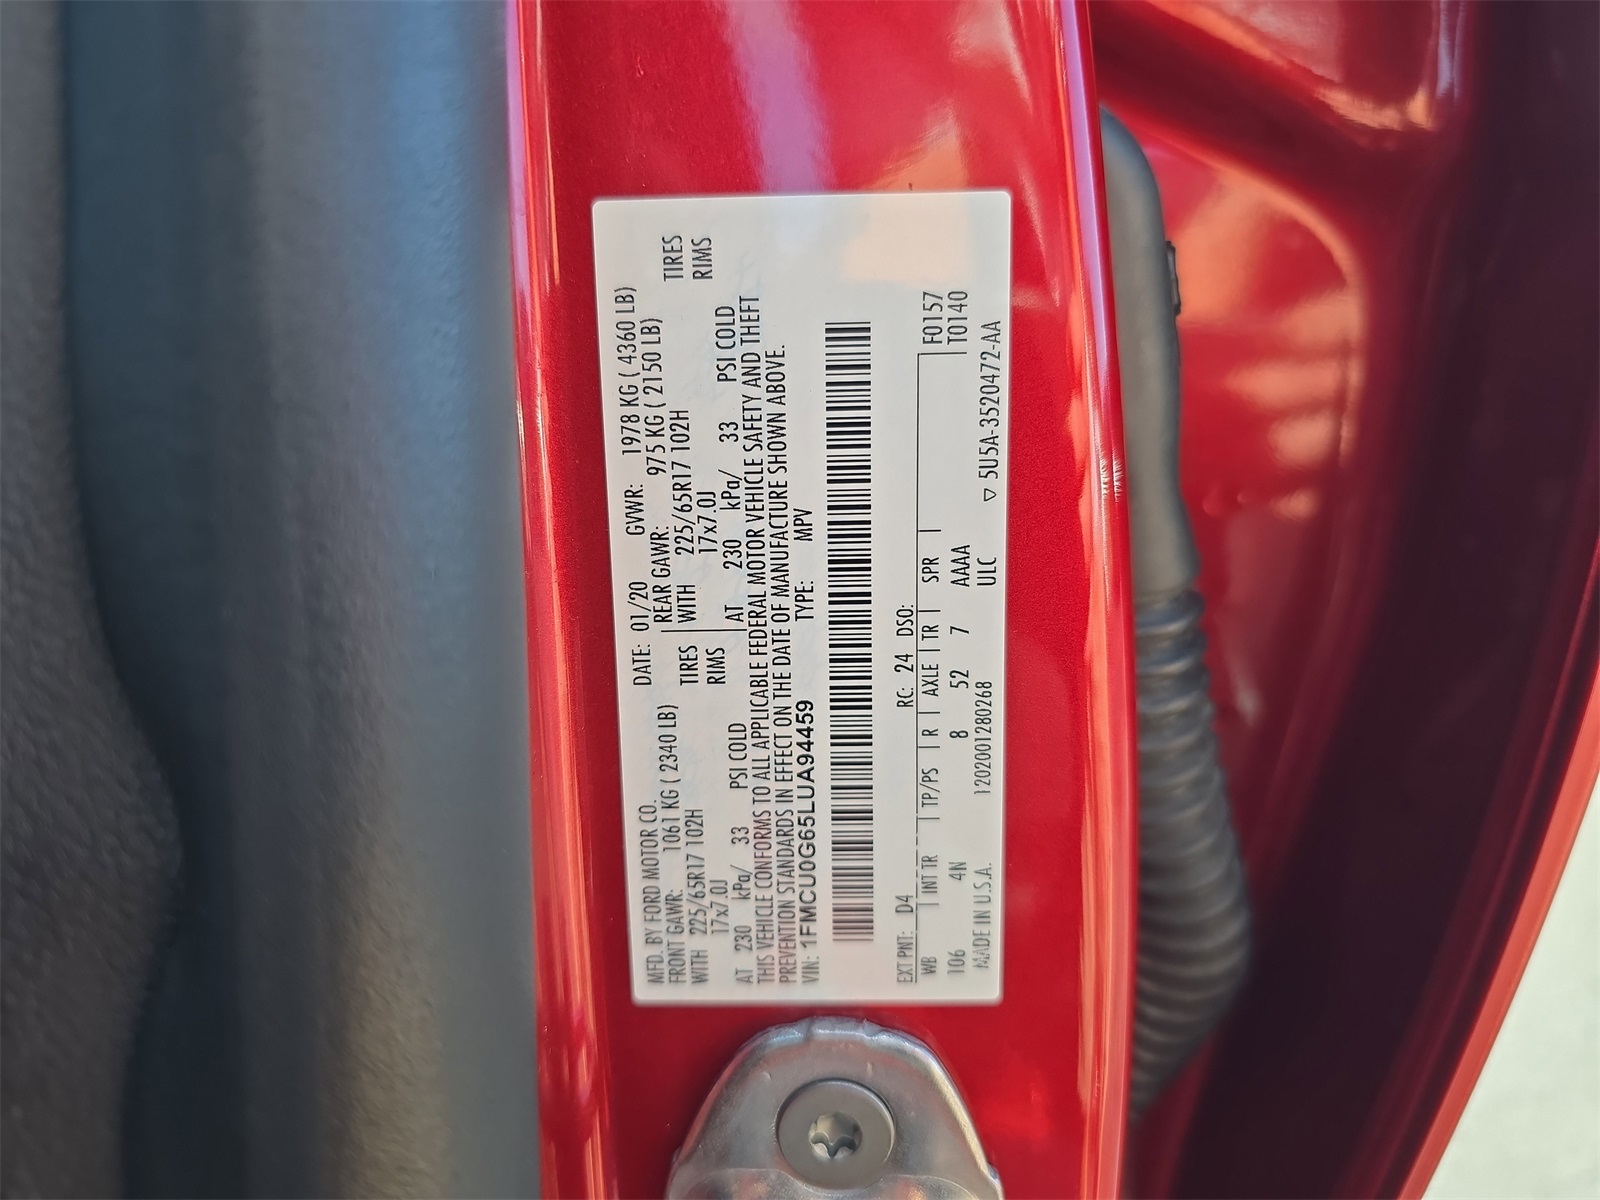 MFD. BY FORD MOTOR CO. DATE: 01/20 GVWR: 1978 KG ( 4360 LB)
FRONT GAWR: 1061 KG ( 2340 LB) REAR GAWR: 975 KG ( 2150 LB)
WITH 225/65R17 102H TIRES WITH 225/65R17 102H TIRES
17x7.0J RIMS 17x7.0J RIMS
AT 230 kPa/ 33 PSI COLD AT 230 kPa/ 33 PSI COLD
THIS VEHICLE CONFORMS TO ALL APPLICABLE FEDERAL MOTOR VEHICLE SAFETY AND THEFT
PREVENTION STANDARDS IN EFFECT ON THE DATE OF MANUFACTURE SHOWN ABOVE.
VIN: 1FMCU0G65LUA94459 TYPE: MPV
EXT PNT: D4 RC: 24 DSO: F0157
WB | INT TR | TP/PS | R | AXLE | TR | SPR | T0140
106 4N 8 52 7 AAAA
MADE IN U.S.A. 120200128026​8 ULC ▽ 5U5A-3520472-AA